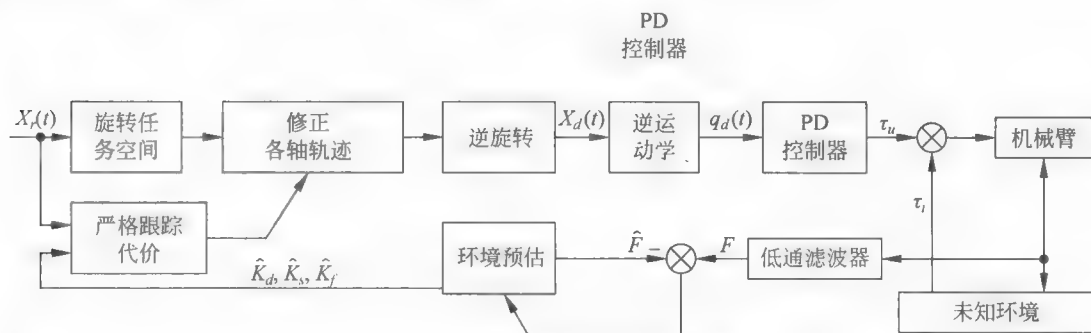 PD
控制器
X_r(t)
旋转任
务空间
修正
各轴轨迹
逆旋转
X_d(t)
逆运
动学
q_d(t)
PD
控制器
τ_u
机械臂
τ_i
严格跟踪
代价
K̂_d, K̂_s, K̂_f
环境预估
F̂ −
F
低通滤波器
未知环境